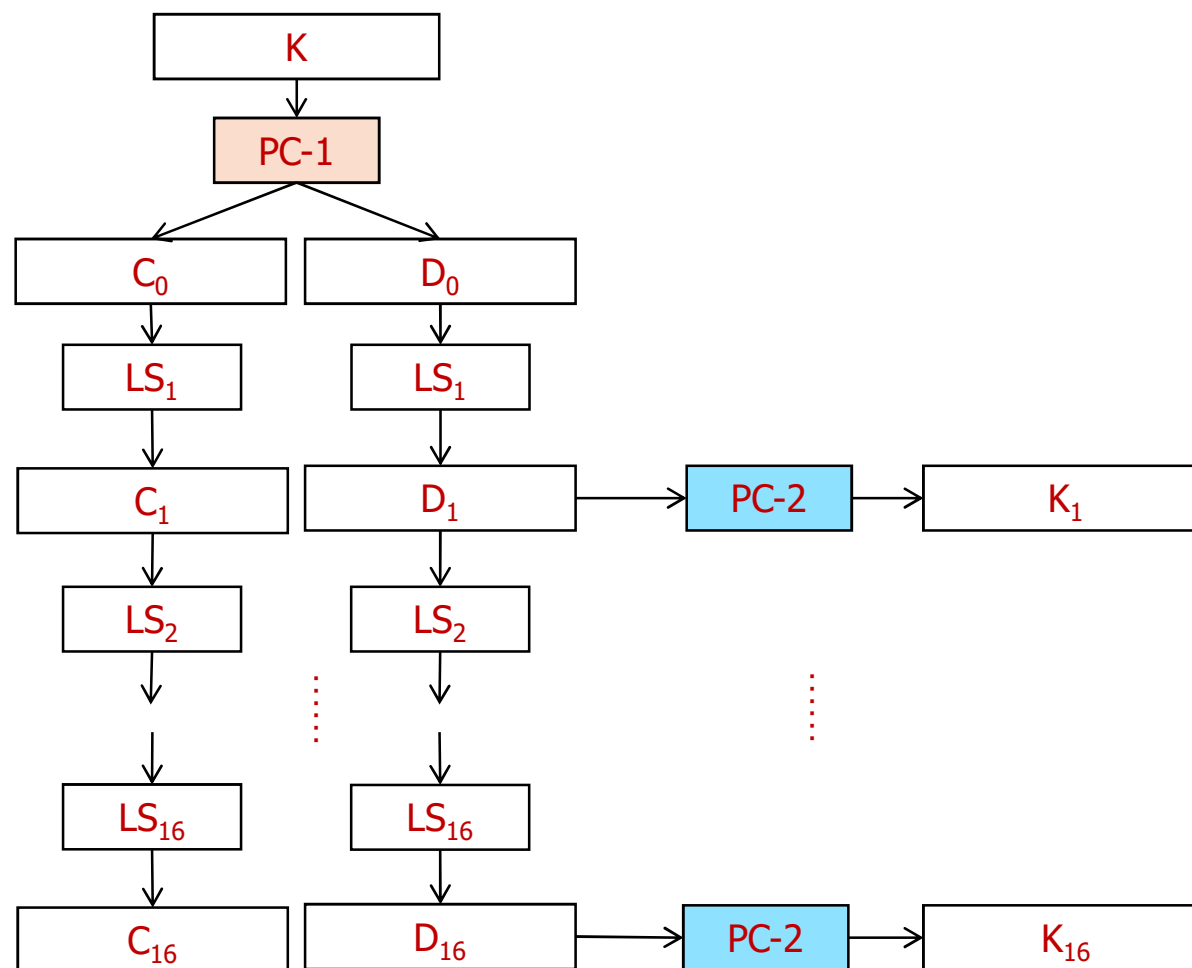 K
PC-1
C₀ D₀
LS₁ LS₁
C₁ D₁ PC-2 K₁
LS₂ LS₂
LS₁₆ LS₁₆
C₁₆ D₁₆ PC-2 K₁₆